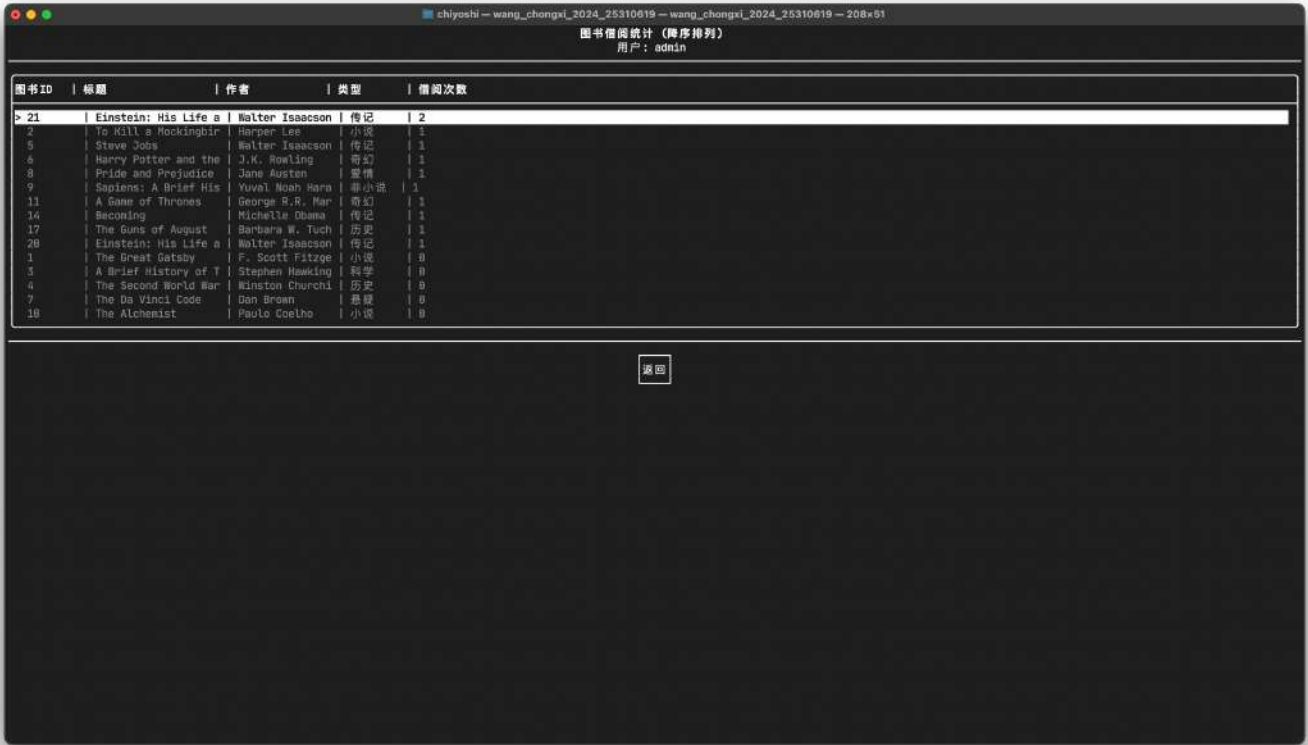 chiyoshi — wang_chongxi_2024_25310619 — wang_chongxi_2024_25310619 — 208×51
图书借阅统计 (降序排列)
用户: admin
图书ID | 标题 | 作者 | 类型 | 借阅次数
> 21 | Einstein: His Life a | Walter Isaacson | 传记 | 2
2 | To Kill a Mockingbir | Harper Lee | 小说 | 1
5 | Steve Jobs | Walter Isaacson | 传记 | 1
6 | Harry Potter and the | J.K. Rowling | 奇幻 | 1
8 | Pride and Prejudice | Jane Austen | 爱情 | 1
9 | Sapiens: A Brief His | Yuval Noah Hara | 非小说 | 1
11 | A Game of Thrones | George R.R. Mar | 奇幻 | 1
14 | Becoming | Michelle Obama | 传记 | 1
17 | The Guns of August | Barbara W. Tuch | 历史 | 1
20 | Einstein: His Life a | Walter Isaacson | 传记 | 1
1 | The Great Gatsby | F. Scott Fitzge | 小说 | 0
3 | A Brief History of T | Stephen Hawking | 科学 | 0
4 | The Second World War | Winston Churchi | 历史 | 0
7 | The Da Vinci Code | Dan Brown | 悬疑 | 0
10 | The Alchemist | Paulo Coelho | 小说 | 0
返回